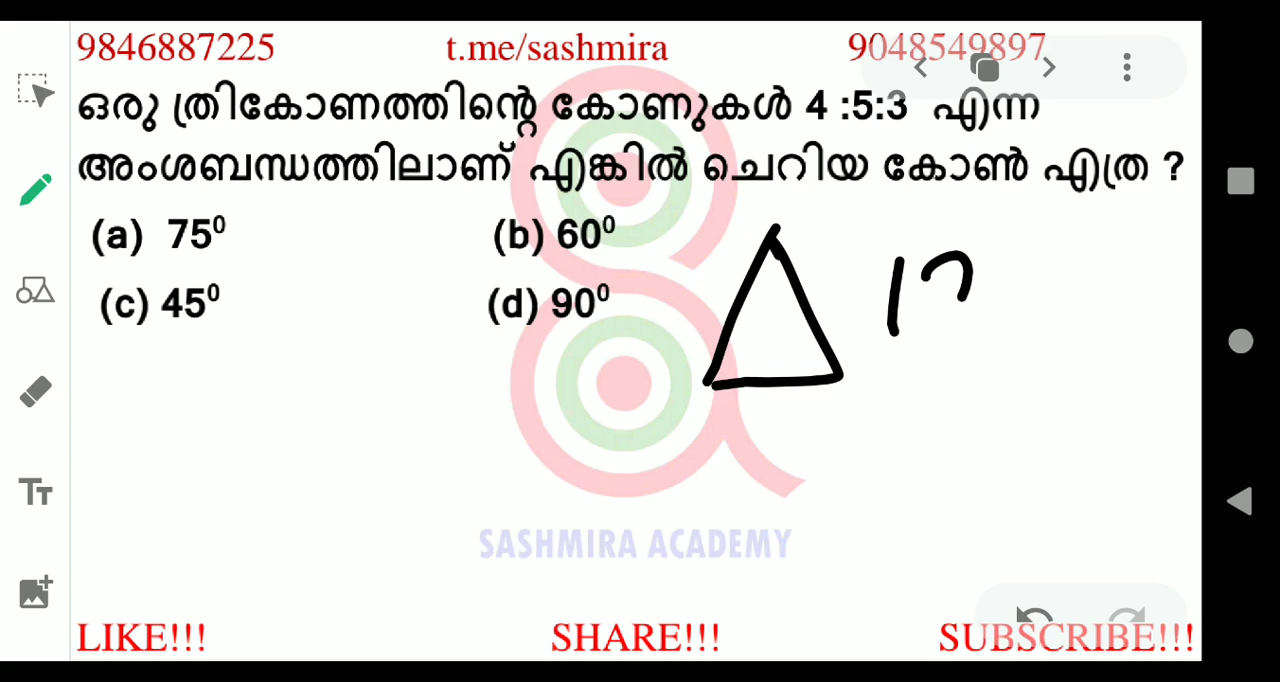 9846887225 t.me/sashmira 9048549897
ഒരു ത്രികോണത്തിന്റെ കോണുകൾ 4 :5:3 എന്ന
അംശബന്ധത്തിലാണ് എങ്കിൽ ചെറിയ കോൺ എത്ര ?
(a) 75⁰ (b) 60⁰
(c) 45⁰ (d) 90⁰
SASHMIRA ACADEMY
Tт
LIKE!!! SHARE!!! SUBSCRIBE!!!